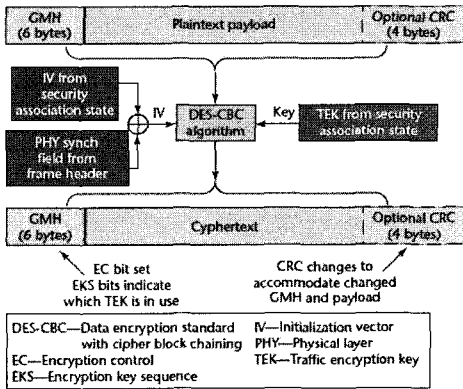 GMH
(6 bytes)
Plaintext payload
Optional CRC
(4 bytes)
IV from
security
association state
IV
DES-CBC
algorithm
Key
TEK from security
association state
PHY synch
field from
frame header
GMH
(6 bytes)
Cyphertext
Optional CRC
(4 bytes)
EC bit set
EKS bits indicate
which TEK is in use
CRC changes to
accommodate changed
GMH and payload
DES-CBC—Data encryption standard
with cipher block chaining
EC—Encryption control
EKS—Encryption key sequence
IV—Initialization vector
PHY—Physical layer
TEK—Traffic encryption key